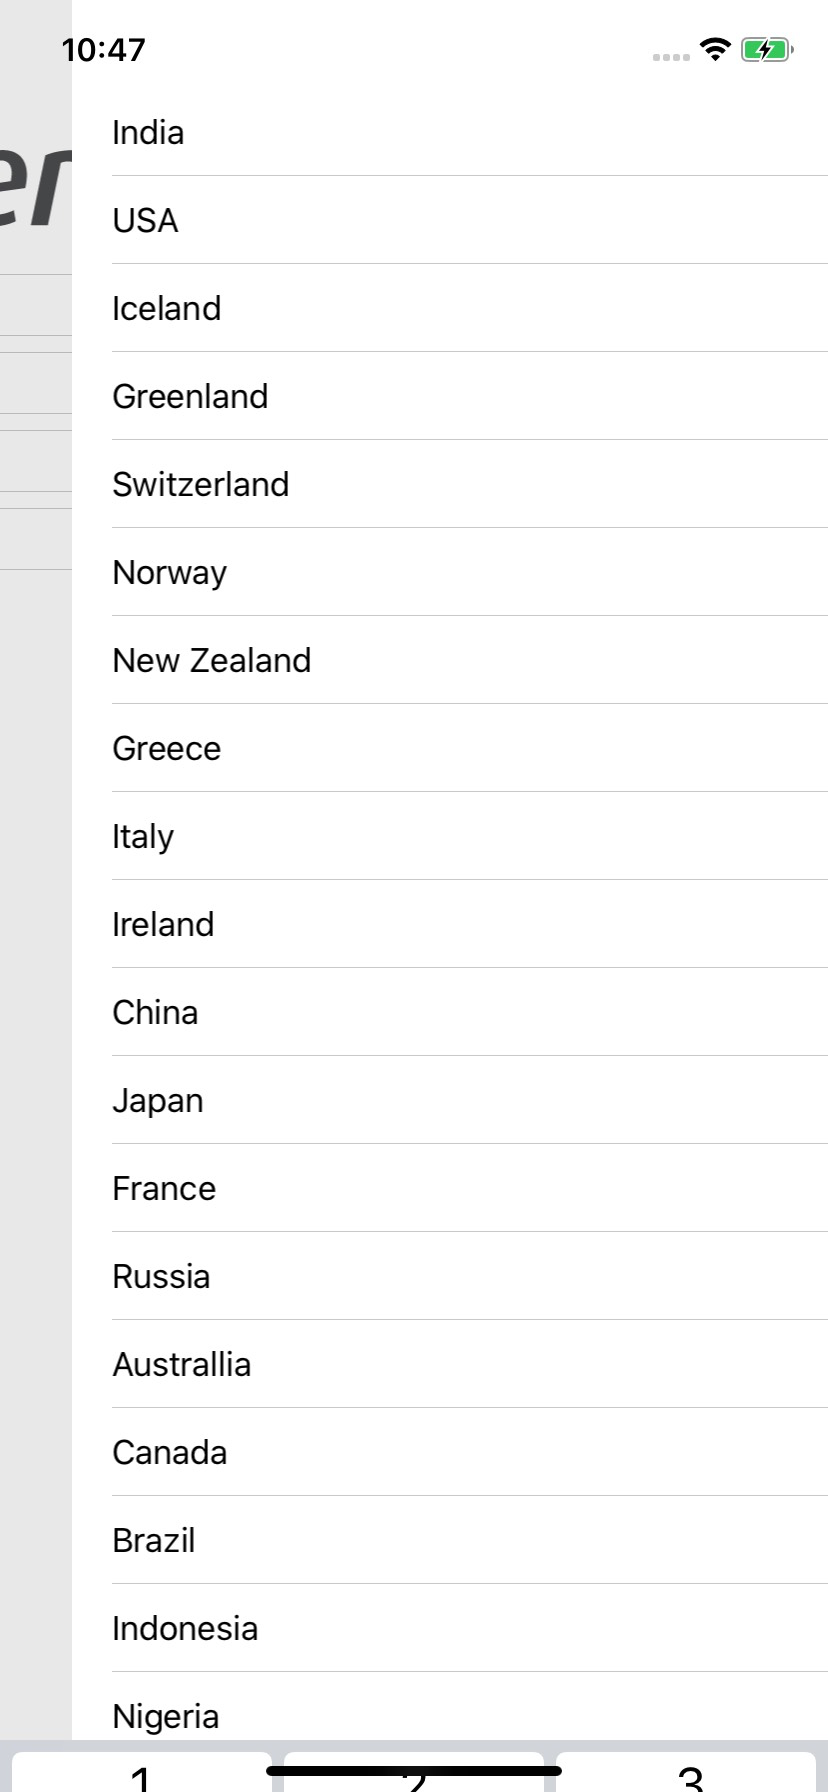 10:47
er
India
USA
Iceland
Greenland
Switzerland
Norway
New Zealand
Greece
Italy
Ireland
China
Japan
France
Russia
Australlia
Canada
Brazil
Indonesia
Nigeria
1 2 3